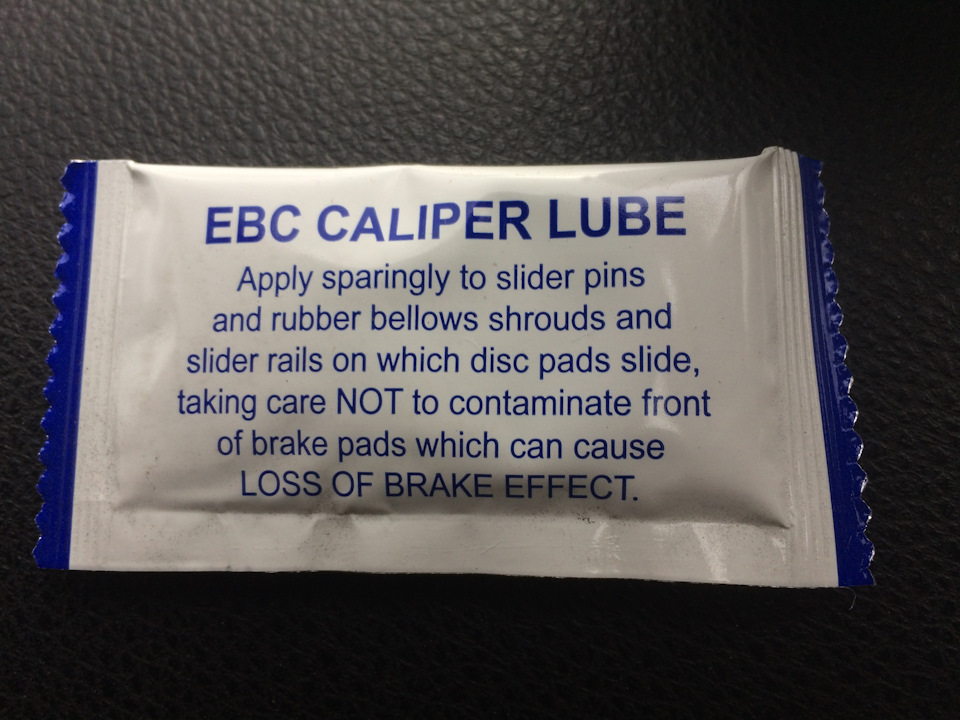 EBC CALIPER LUBE
Apply sparingly to slider pins
and rubber bellows shrouds and
slider rails on which disc pads slide,
taking care NOT to contaminate front
of brake pads which can cause
LOSS OF BRAKE EFFECT.